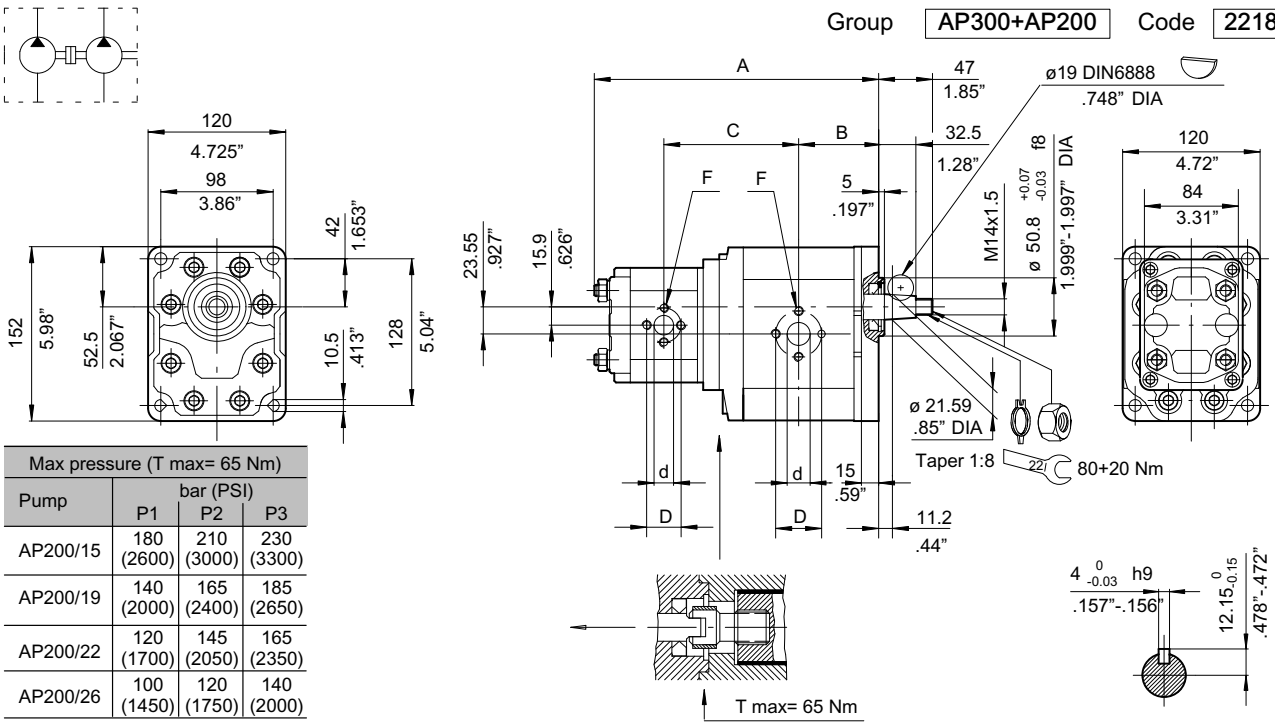 Group AP300+AP200 Code 2218
A
47
1.85”
ø19 DIN6888
.748” DIA
120
4.725”
98
3.86”
42
1.653”
152
5.98”
52.5
2.067”
10.5
.413”
128
5.04”
C
B
32.5
1.28”
F
F
5
.197”
23.55
.927”
15.9
.626”
M14x1.5
ø 50.8 +0.07 -0.03 f8
1.999”-1.997” DIA
120
4.72”
84
3.31”
ø 21.59
.85” DIA
Taper 1:8
22
80+20 Nm
d
d
15
.59”
D
D
11.2
.44”
Max pressure (T max= 65 Nm)
Pump bar (PSI)
P1 P2 P3
AP200/15 180 210 230
(2600) (3000) (3300)
AP200/19 140 165 185
(2000) (2400) (2650)
AP200/22 120 145 165
(1700) (2050) (2350)
AP200/26 100 120 140
(1450) (1750) (2000)
T max= 65 Nm
4 0 -0.03 h9
.157”-.156”
12.15 0 -0.15
.478”-.472”